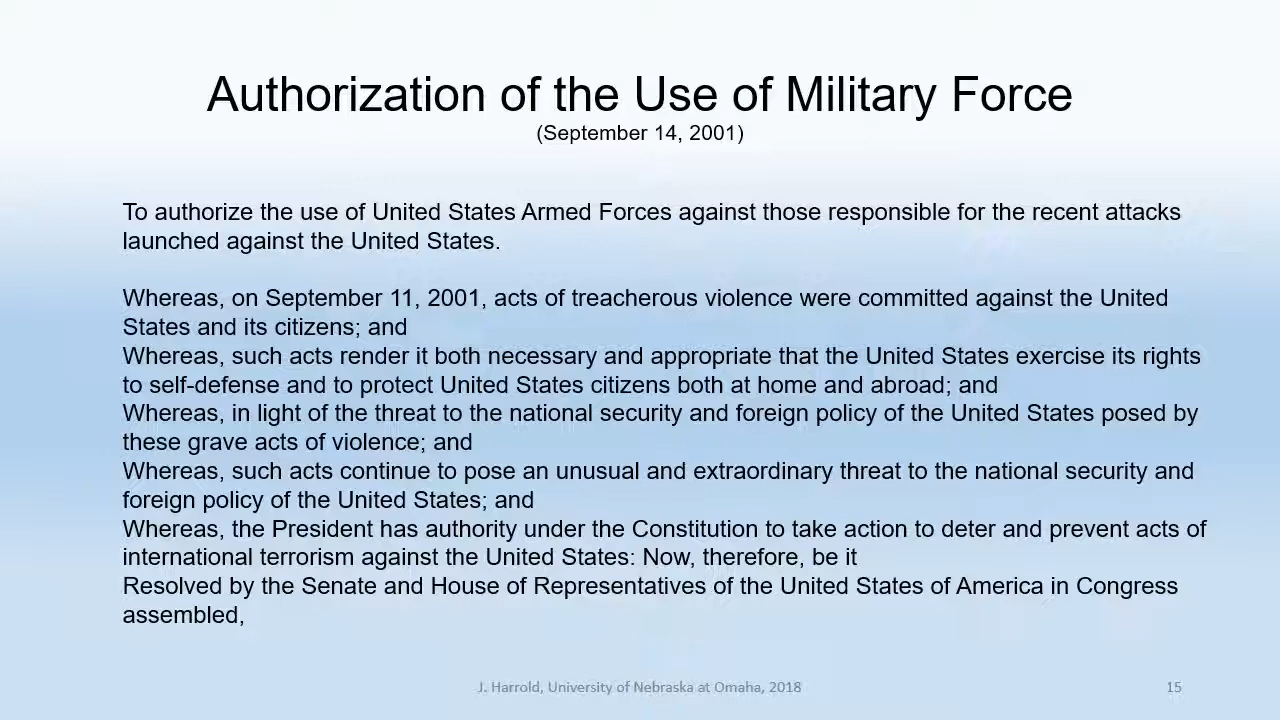 Authorization of the Use of Military Force
(September 14, 2001)
To authorize the use of United States Armed Forces against those responsible for the recent attacks
launched against the United States.
Whereas, on September 11, 2001, acts of treacherous violence were committed against the United
States and its citizens; and
Whereas, such acts render it both necessary and appropriate that the United States exercise its rights
to self-defense and to protect United States citizens both at home and abroad; and
Whereas, in light of the threat to the national security and foreign policy of the United States posed by
these grave acts of violence; and
Whereas, such acts continue to pose an unusual and extraordinary threat to the national security and
foreign policy of the United States; and
Whereas, the President has authority under the Constitution to take action to deter and prevent acts of
international terrorism against the United States: Now, therefore, be it
Resolved by the Senate and House of Representatives of the United States of America in Congress
assembled,
J. Harrold, University of Nebraska at Omaha, 2018
15